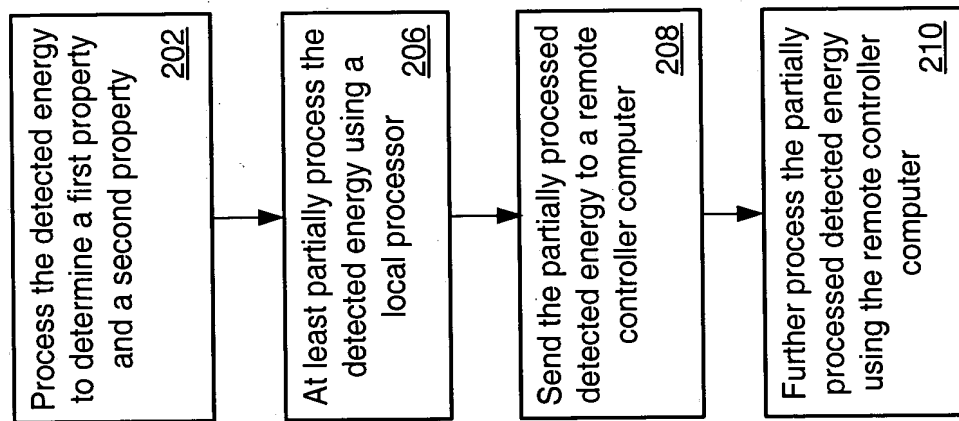 Process the detected energy
to determine a first property
and a second property
202
At least partially process the
detected energy using a
local processor
206
Send the partially processed
detected energy to a remote
controller computer
208
Further process the partially
processed detected energy
using the remote controller
computer
210